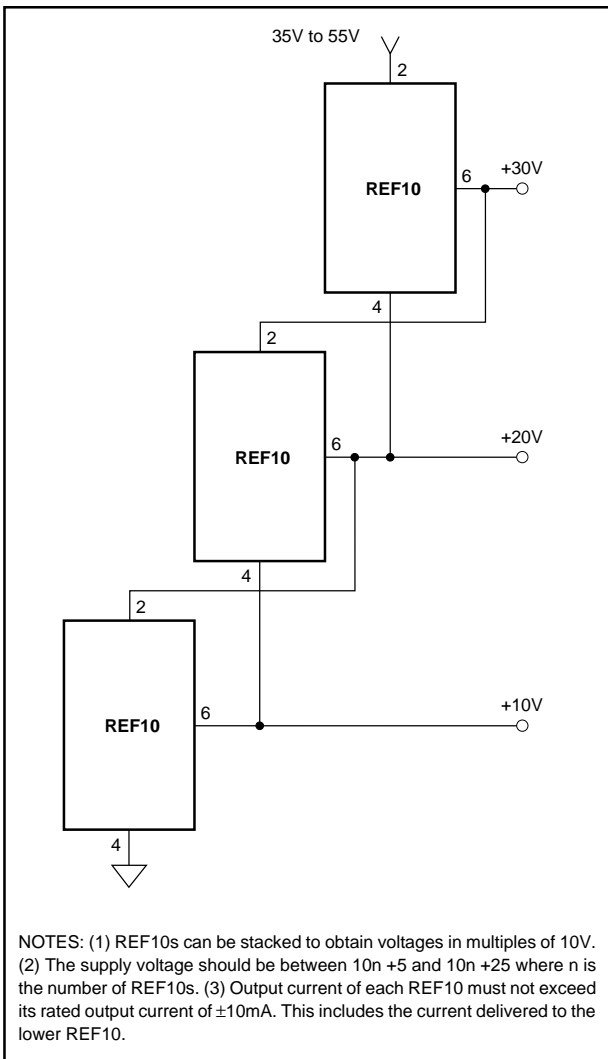 35V to 55V
2
REF10
6
+30V
4
2
REF10
6
+20V
4
2
REF10
6
+10V
4
NOTES: (1) REF10s can be stacked to obtain voltages in multiples of 10V.
(2) The supply voltage should be between 10n +5 and 10n +25 where n is
the number of REF10s. (3) Output current of each REF10 must not exceed
its rated output current of ±10mA. This includes the current delivered to the
lower REF10.